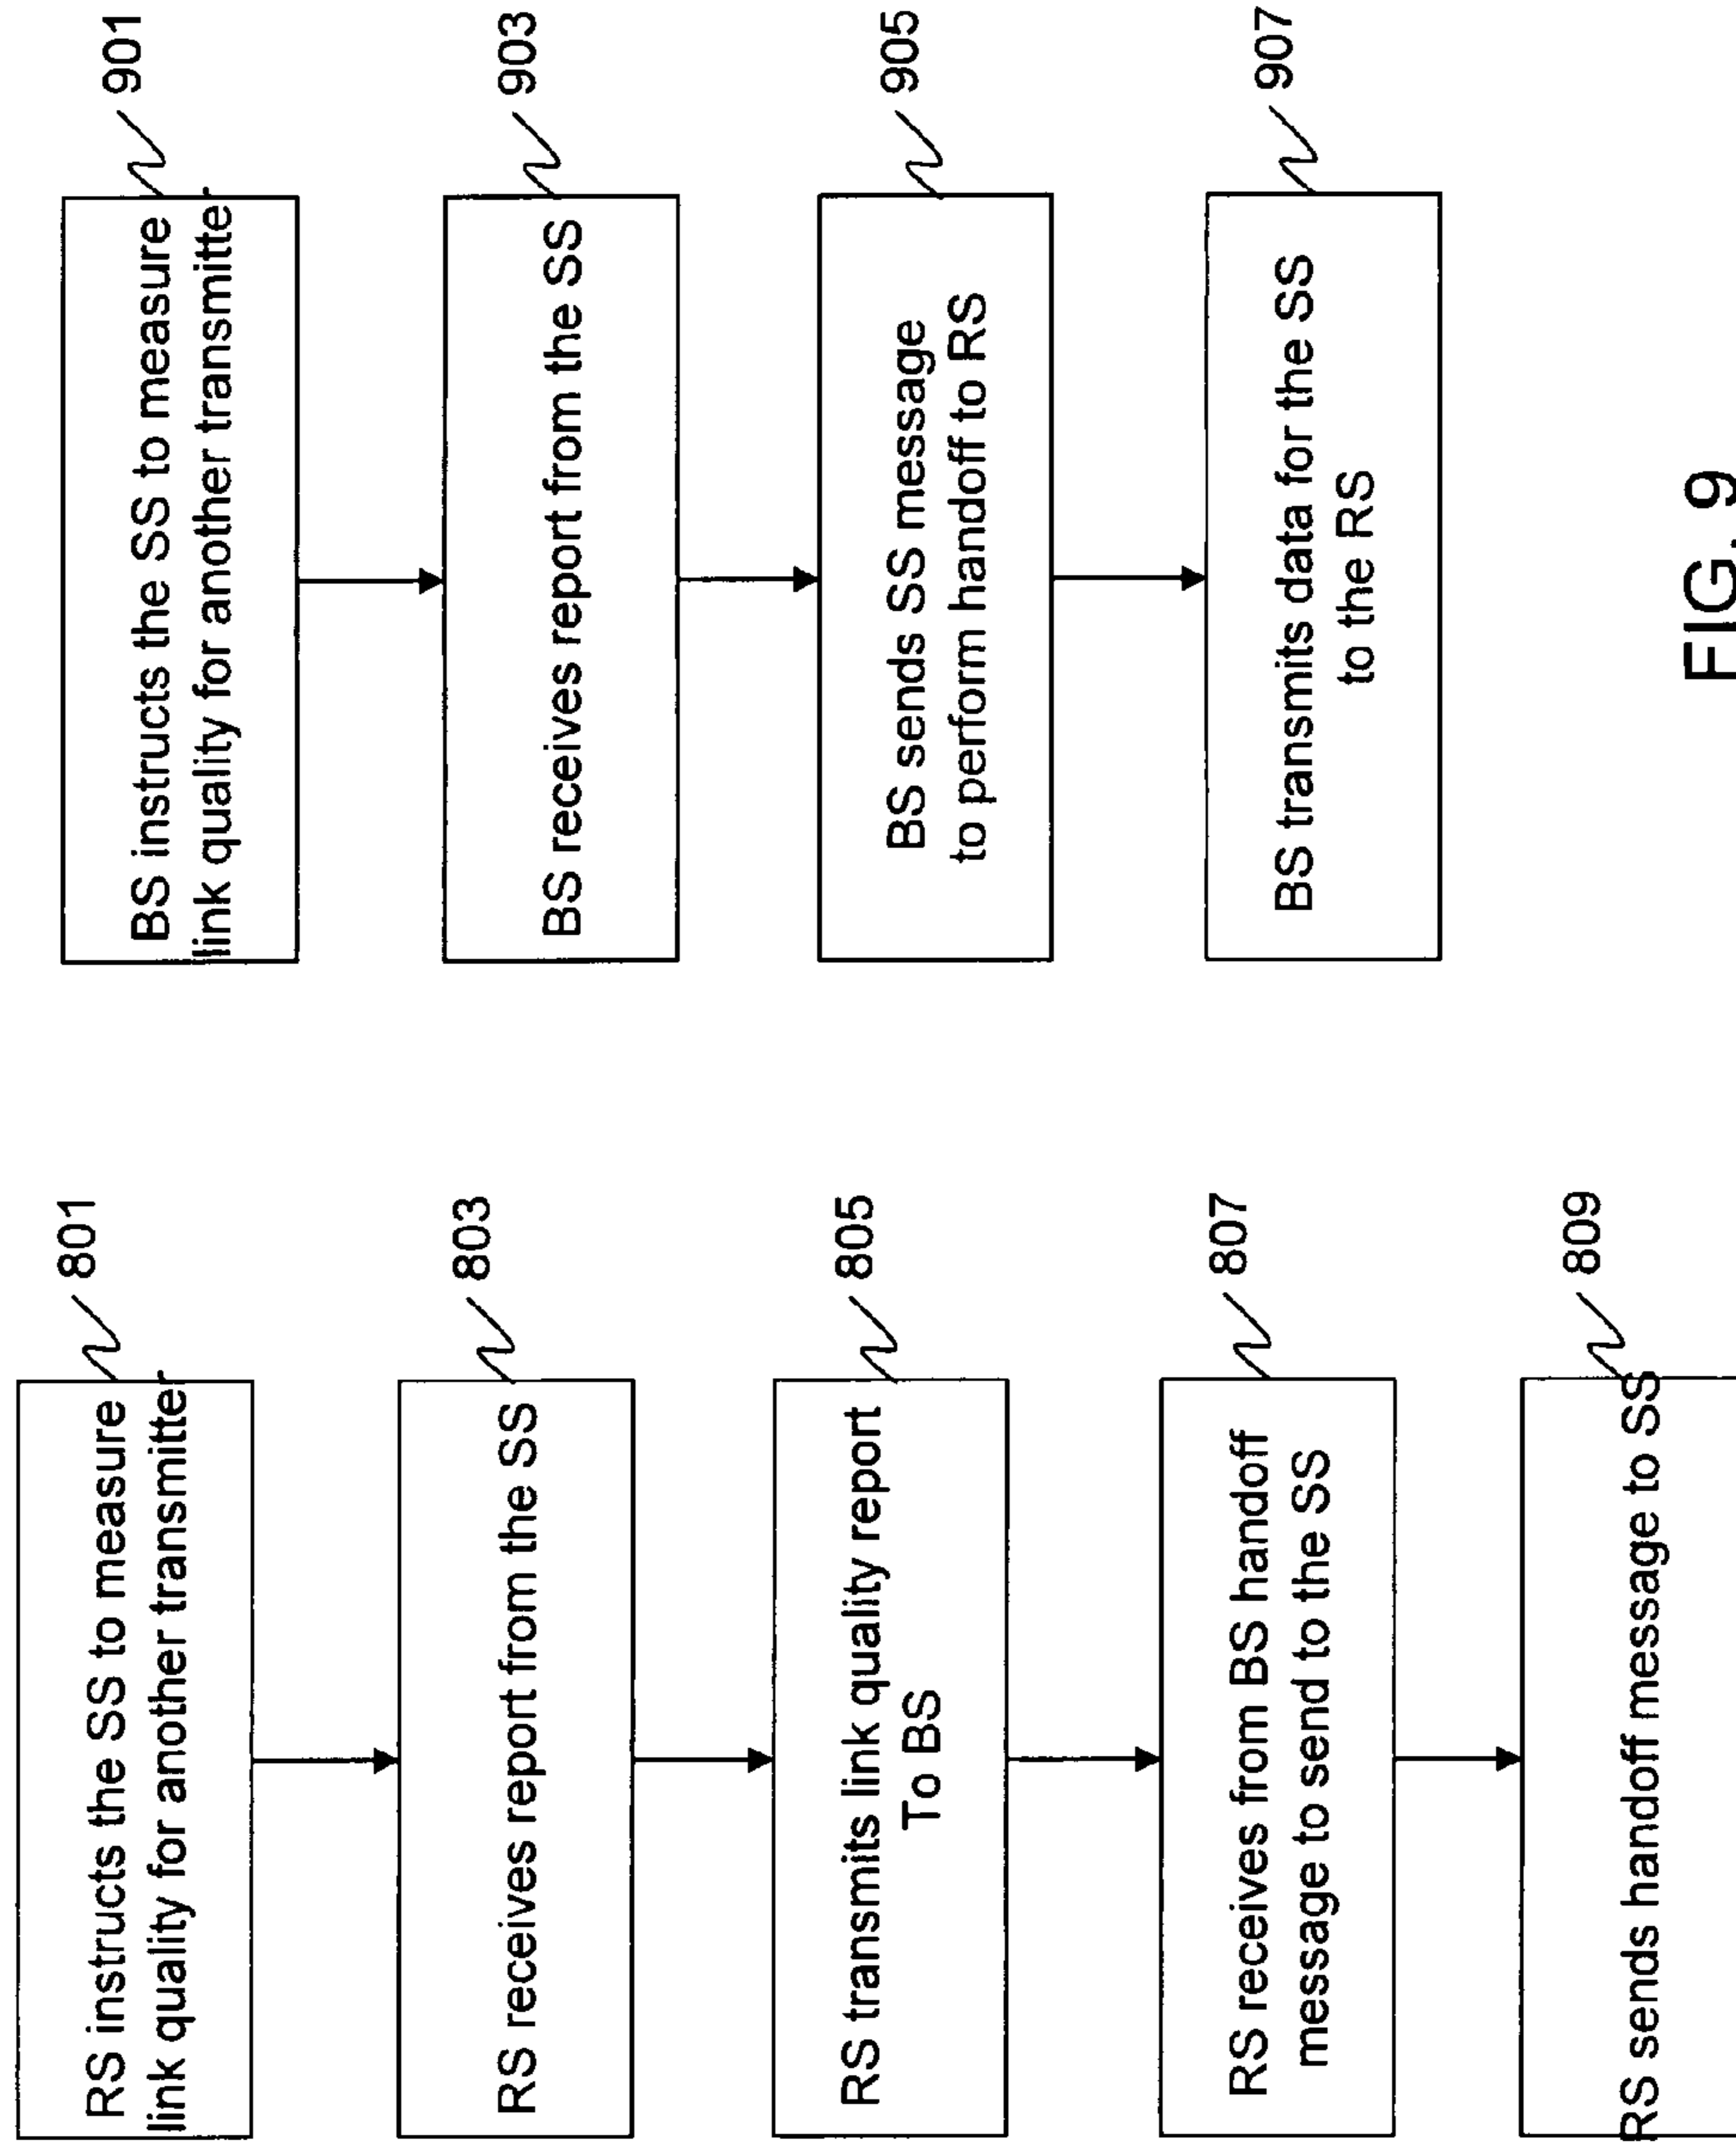 RS instructs the SS to measure
link quality for another transmitter
801
RS receives report from the SS
803
RS transmits link quality report
To BS
805
RS receives from BS handoff
message to send to the SS
807
RS sends handoff message to SS
809
BS instructs the SS to measure
link quality for another transmitter
901
BS receives report from the SS
903
BS sends SS message
to perform handoff to RS
905
BS transmits data for the SS
to the RS
907
FIG. 9